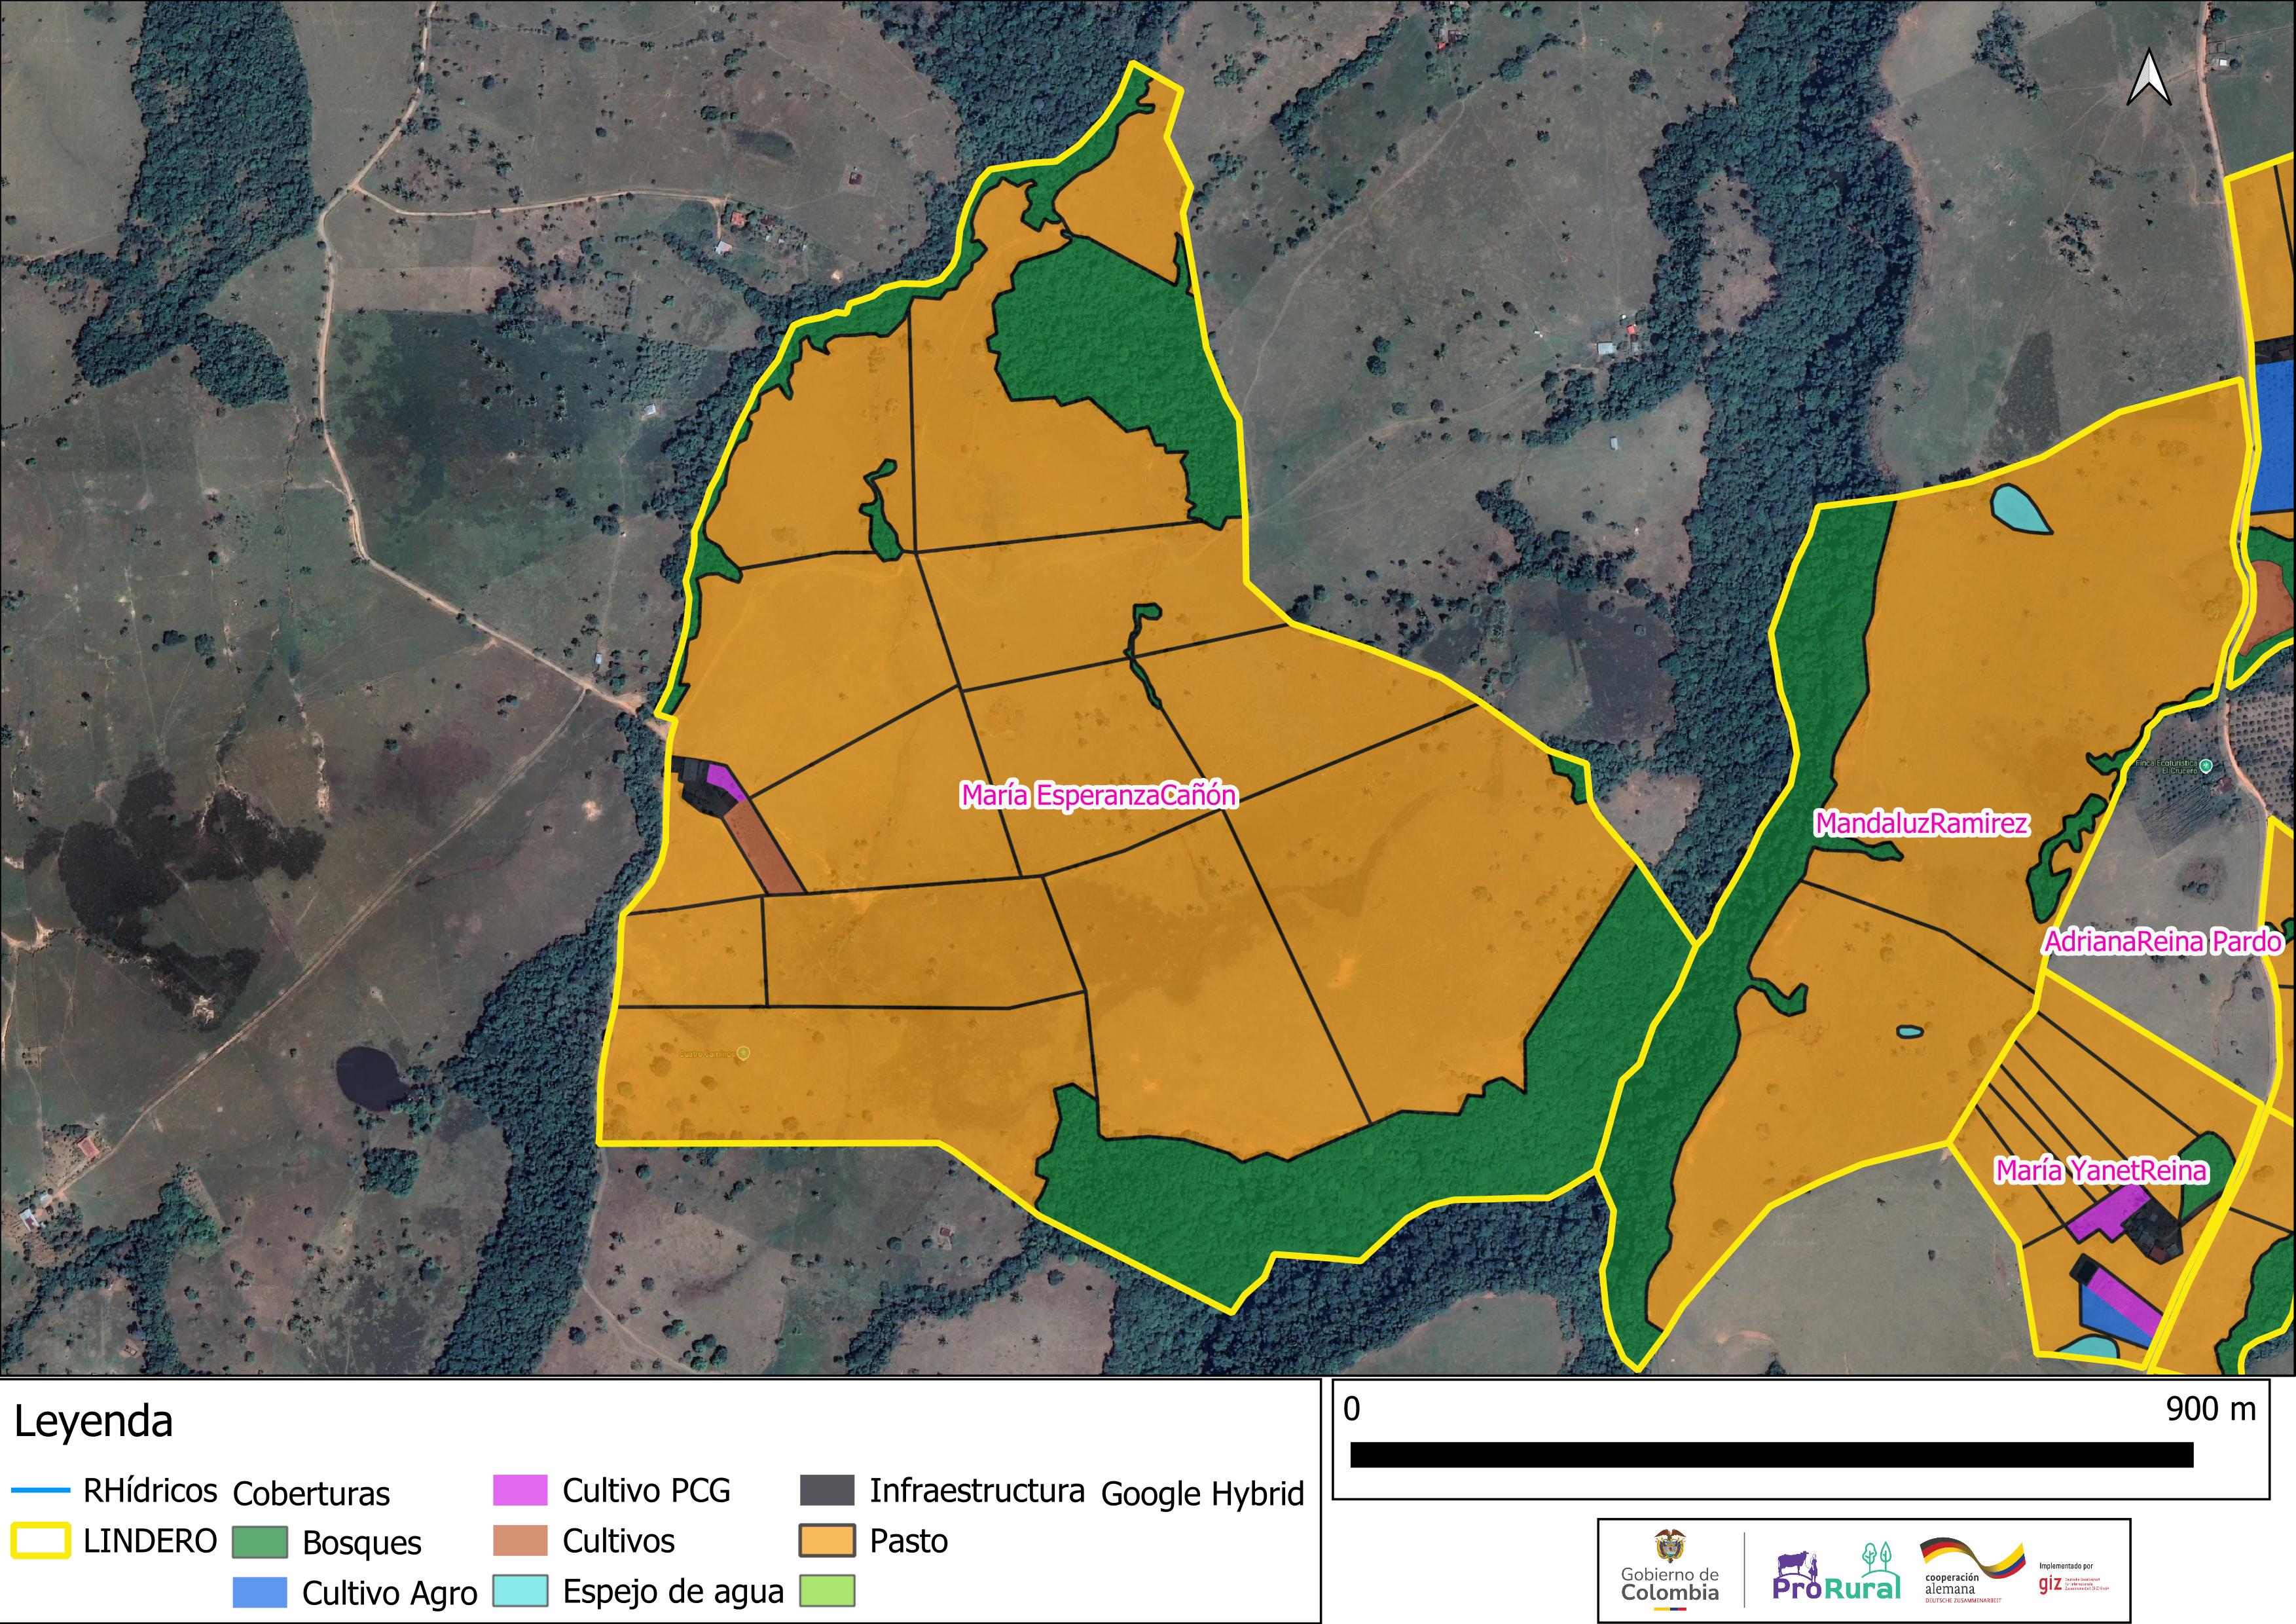 María EsperanzaCañón
MandaluzRamirez
Finca Ecoturistica
El Crucero
AdrianaReina Pardo
María YanetReina
Leyenda
RHídricos
LINDERO
Coberturas
Bosques
Cultivo Agro
Cultivo PCG
Cultivos
Espejo de agua
Infraestructura
Pasto
Google Hybrid
0
900 m
Gobierno de
Colombia
ProRural
cooperación
alemana
DEUTSCHE ZUSAMMENARBEIT
Implementado por
giz